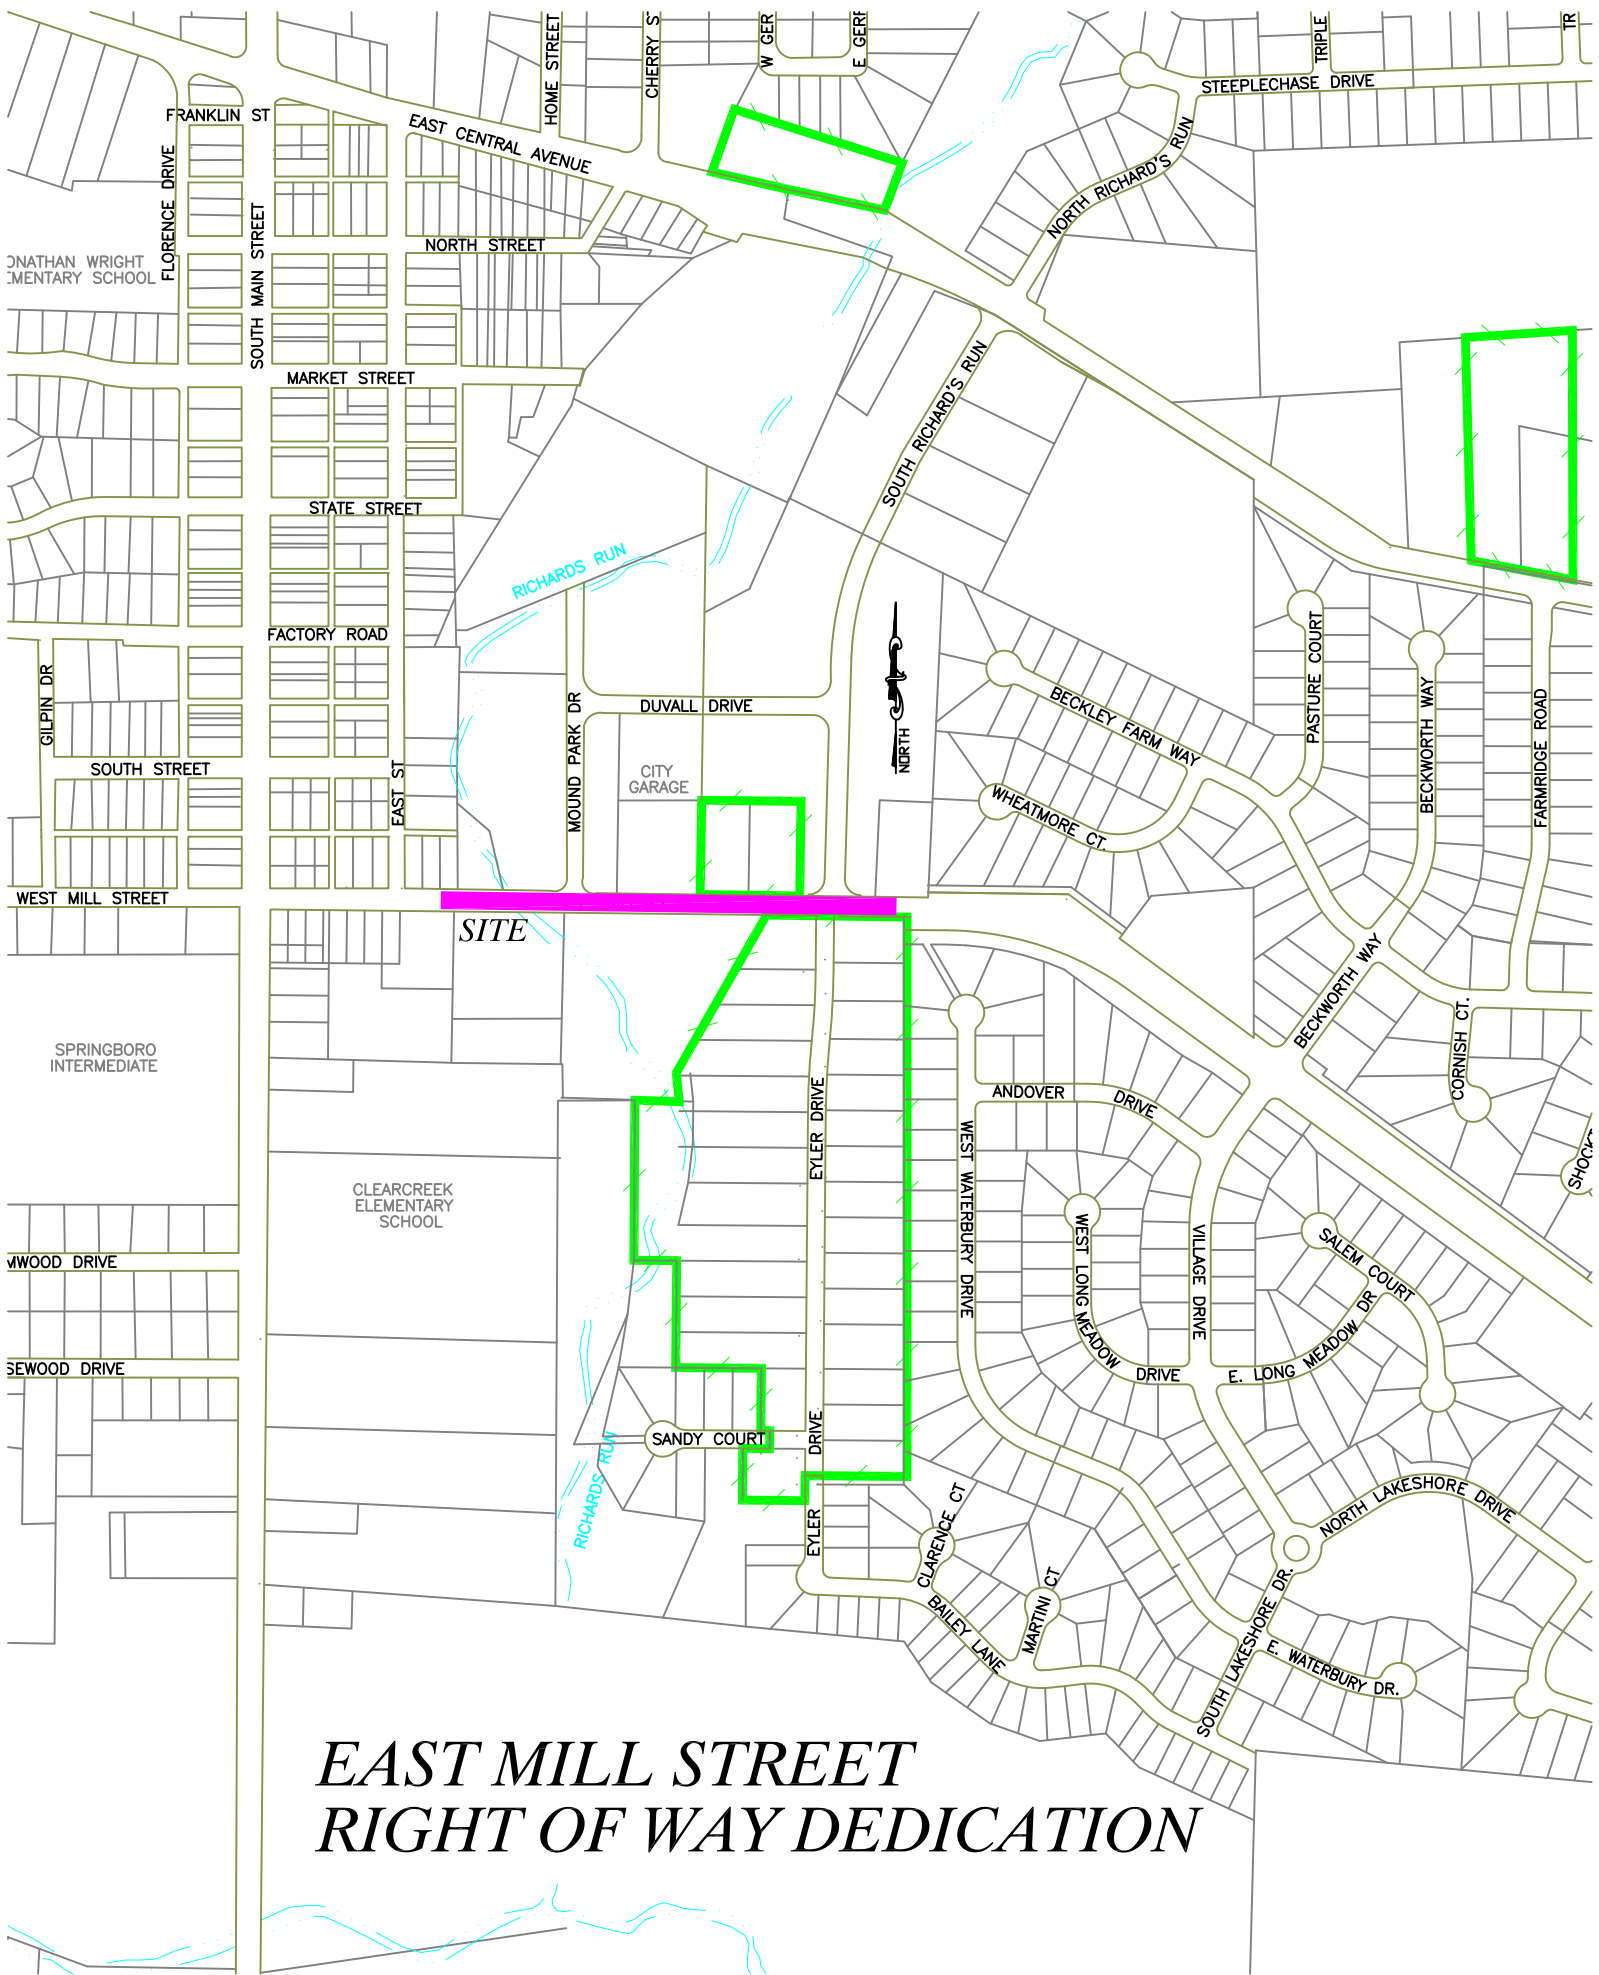 HOME STREET
CHERRY S
W GER
E GERF
TRIPLE
TR
STEEPLECHASE DRIVE
FRANKLIN ST
EAST CENTRAL AVENUE
FLORENCE DRIVE
NORTH RICHARD'S RUN
SOUTH MAIN STREET
NORTH STREET
ONATHAN WRIGHT
EMENTARY SCHOOL
MARKET STREET
SOUTH RICHARD'S RUN
STATE STREET
RICHARDS RUN
FACTORY ROAD
GILPIN DR
MOUND PARK DR
DUVALL DRIVE
NORTH
BECKLEY FARM WAY
PASTURE COURT
BECKWORTH WAY
FARMRIDGE ROAD
SOUTH STREET
EAST ST
CITY
GARAGE
WHEATMORE CT.
WEST MILL STREET
SITE
BECKWORTH WAY
CORNISH CT.
SPRINGBORO
INTERMEDIATE
EYLER DRIVE
ANDOVER DRIVE
WEST WATERBURY DRIVE
CLEARCREEK
ELEMENTARY
SCHOOL
WEST LONG MEADOW DRIVE
VILLAGE DRIVE
SALEM COURT
E. LONG MEADOW DR
MWOOD DRIVE
SEWOOD DRIVE
SANDY COURT
EYLER DRIVE
RICHARDS RUN
CLARENCE CT
MARTINI CT
BAILEY LANE
NORTH LAKESHORE DRIVE
SOUTH LAKESHORE DR.
E. WATERBURY DR.
EAST MILL STREET
RIGHT OF WAY DEDICATION